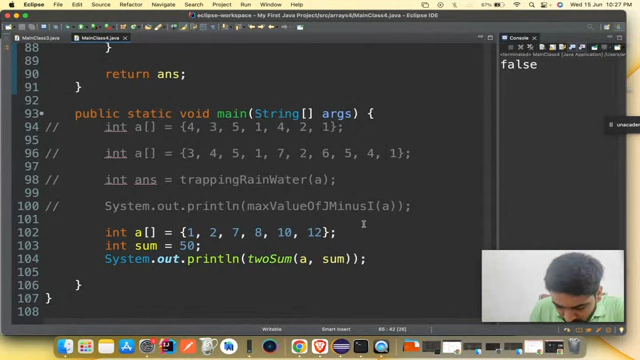 Eclipse File Edit Source Refactor Navigate Search Project Run Window Help
67% Wed 15 Jun 10:27 PM
eclipse-workspace - My First Java Project/src/arrays4/MainClass4.java - Eclipse IDE
MainClass3.java MainClass4.java
Console
88 }
89
90 return ans;
91 }
92
93 public static void main(String[] args) {
94 // int a[] = {4, 3, 5, 1, 4, 2, 1};
95
96 // int a[] = {3, 4, 5, 1, 7, 2, 6, 5, 4, 1};
97
98 // int ans = trappingRainWater(a);
99
100 // System.out.println(maxValueOfJMinusI(a));
101
102 int a[] = {1, 2, 7, 8, 10, 12};
103 int sum = 50;
104 System.out.println(twoSum(a, sum));
105
106 }
107 }
108
false
unacaden
Writable Smart Insert